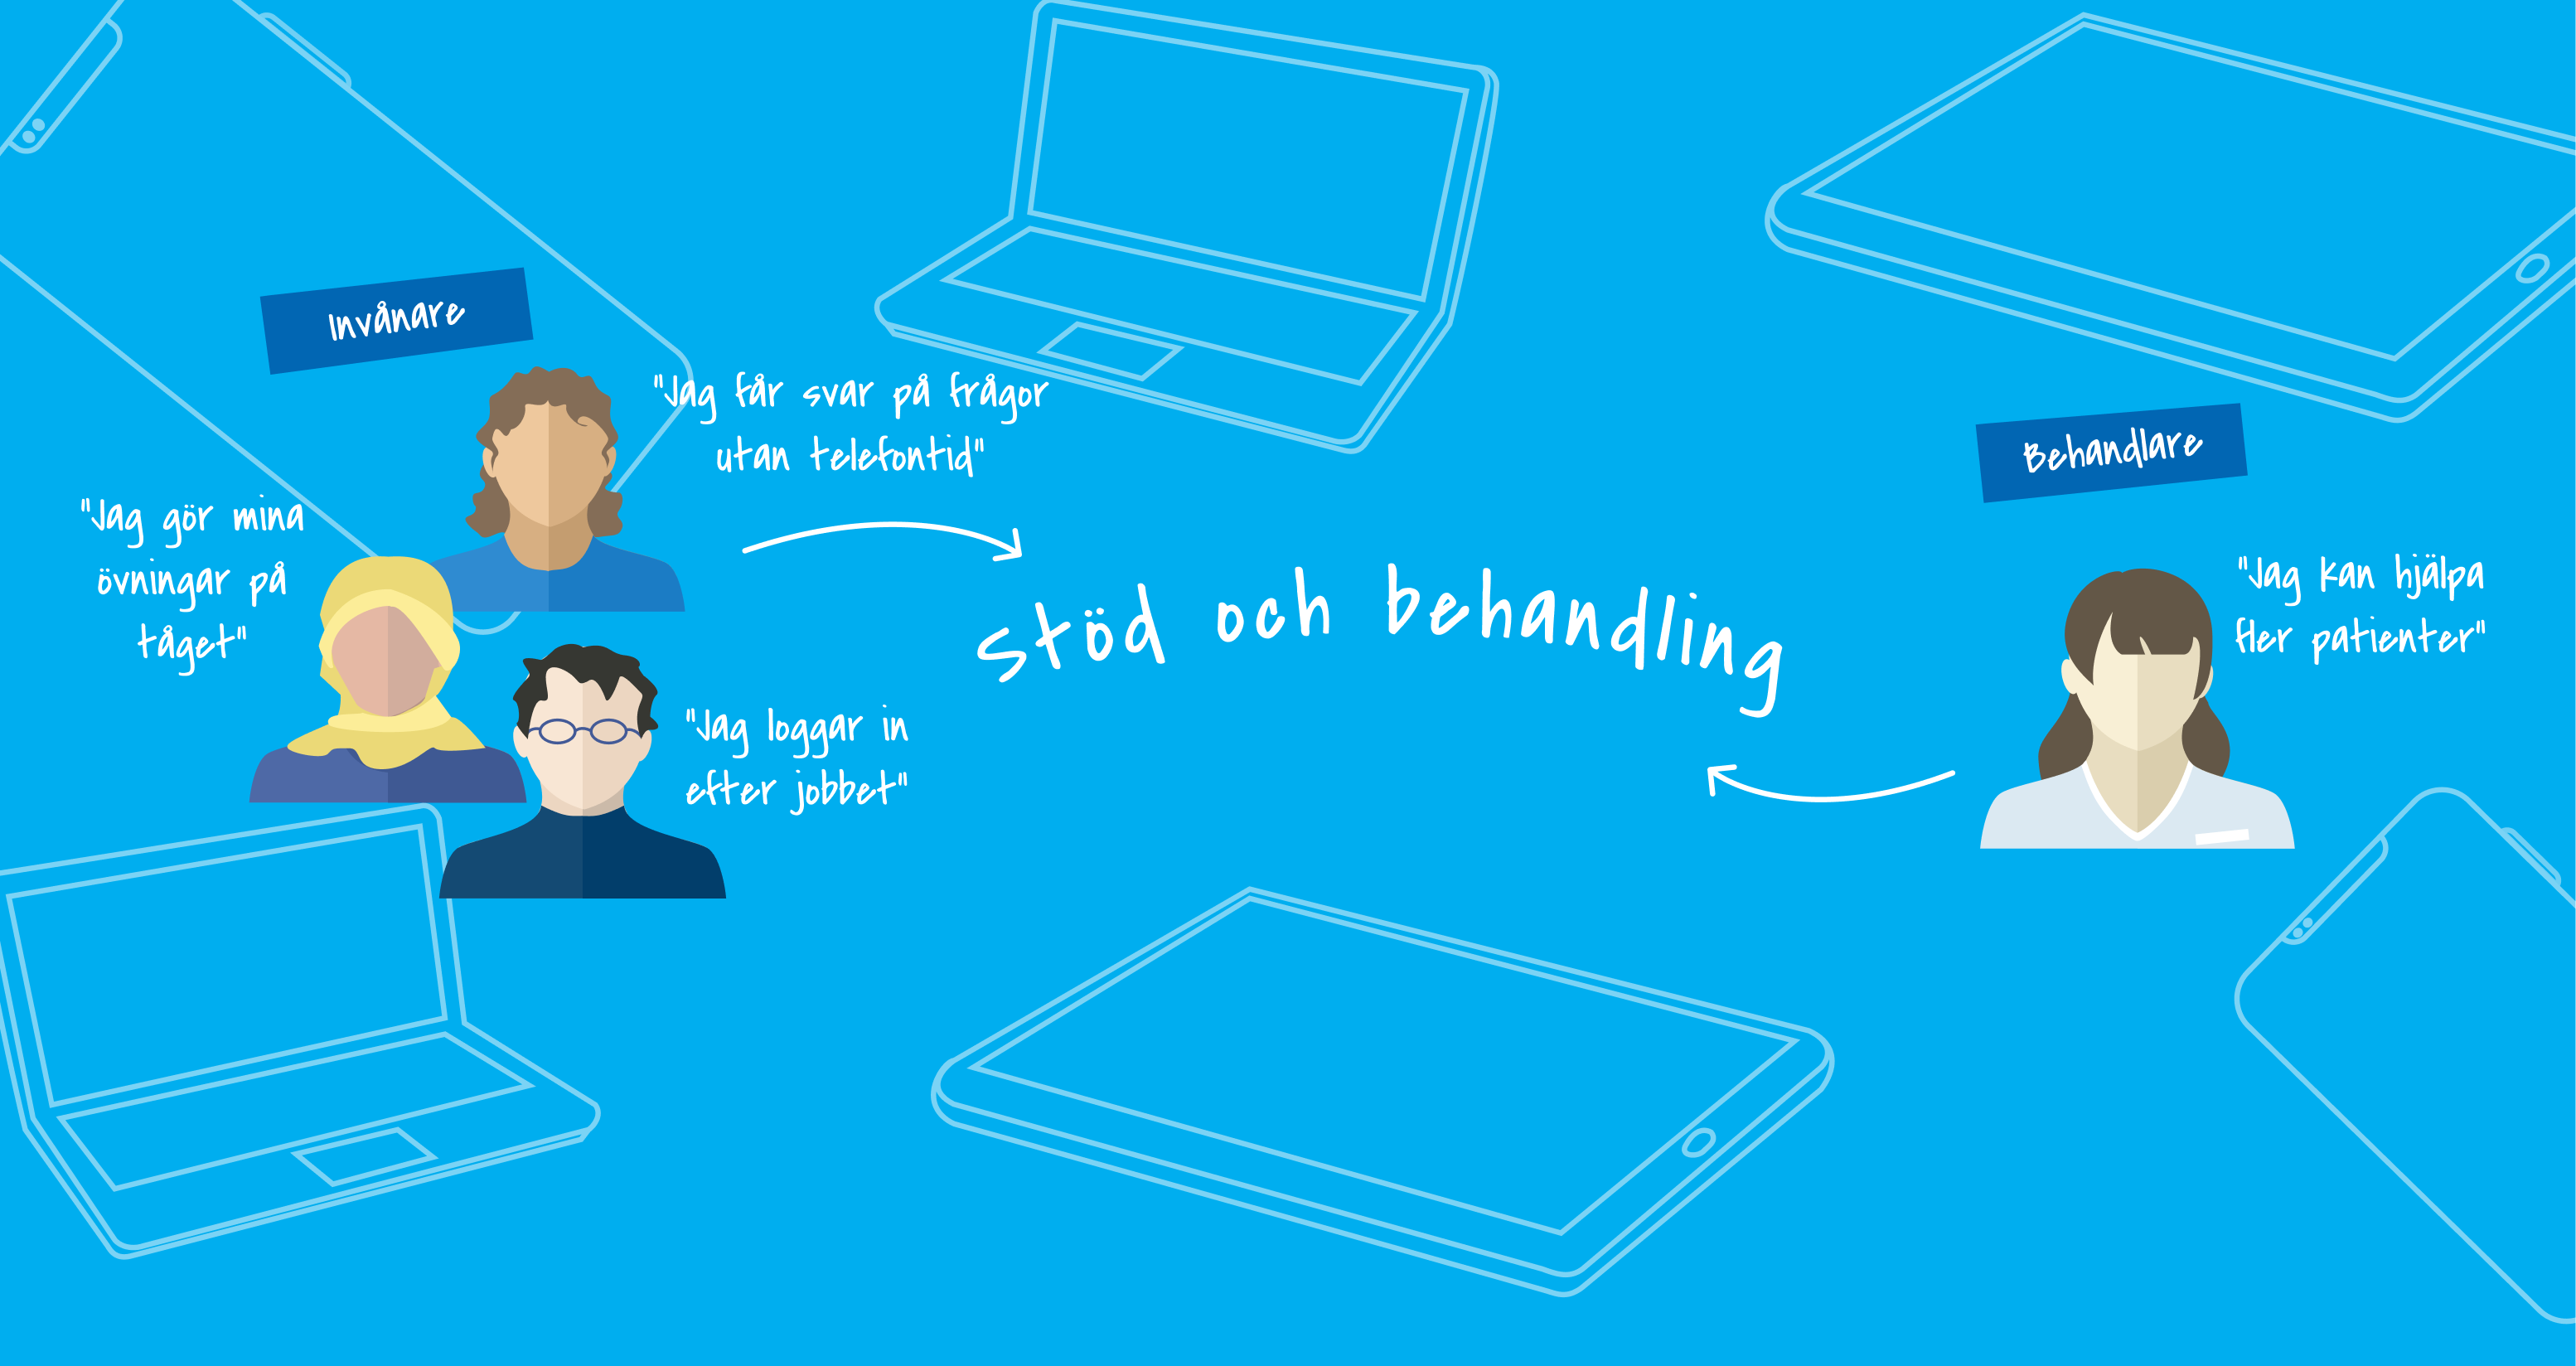 Invånare
"Jag får svar på frågor
utan telefontid"
"Jag gör mina
övningar på
tåget"
"Jag loggar in
efter jobbet"
stöd och behandling
Behandlare
"Jag kan hjälpa
fler patienter"